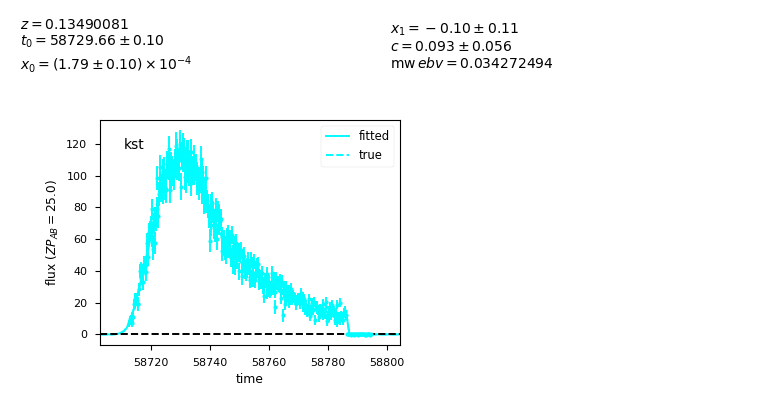 z = 0.13490081
t₀ = 58729.66 ± 0.10
x₀ = (1.79 ± 0.10) × 10⁻⁴
x₁ = −0.10 ± 0.11
c = 0.093 ± 0.056
mw ebv = 0.034272494
kst
fitted
true
flux (ZP_AB = 25.0)
120
100
80
60
40
20
0
58720 58740 58760 58780 58800
time